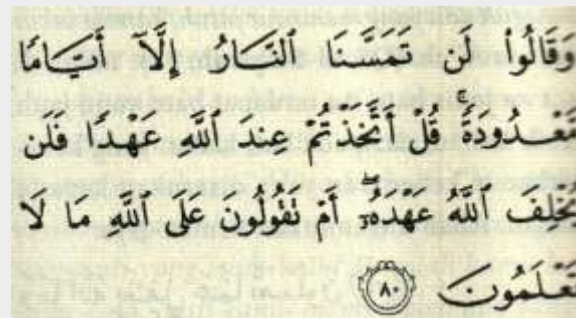 وَقَالُوا۟ لَن تَمَسَّنَا ٱلنَّارُ إِلَّآ أَيَّامًا
مَّعْدُودَةً ۚ قُلْ أَتَّخَذْتُمْ عِندَ ٱللَّهِ عَهْدًا فَلَن
يُخْلِفَ ٱللَّهُ عَهْدَهُۥٓ ۖ أَمْ تَقُولُونَ عَلَى ٱللَّهِ مَا لَا
تَعْلَمُونَ ٨٠